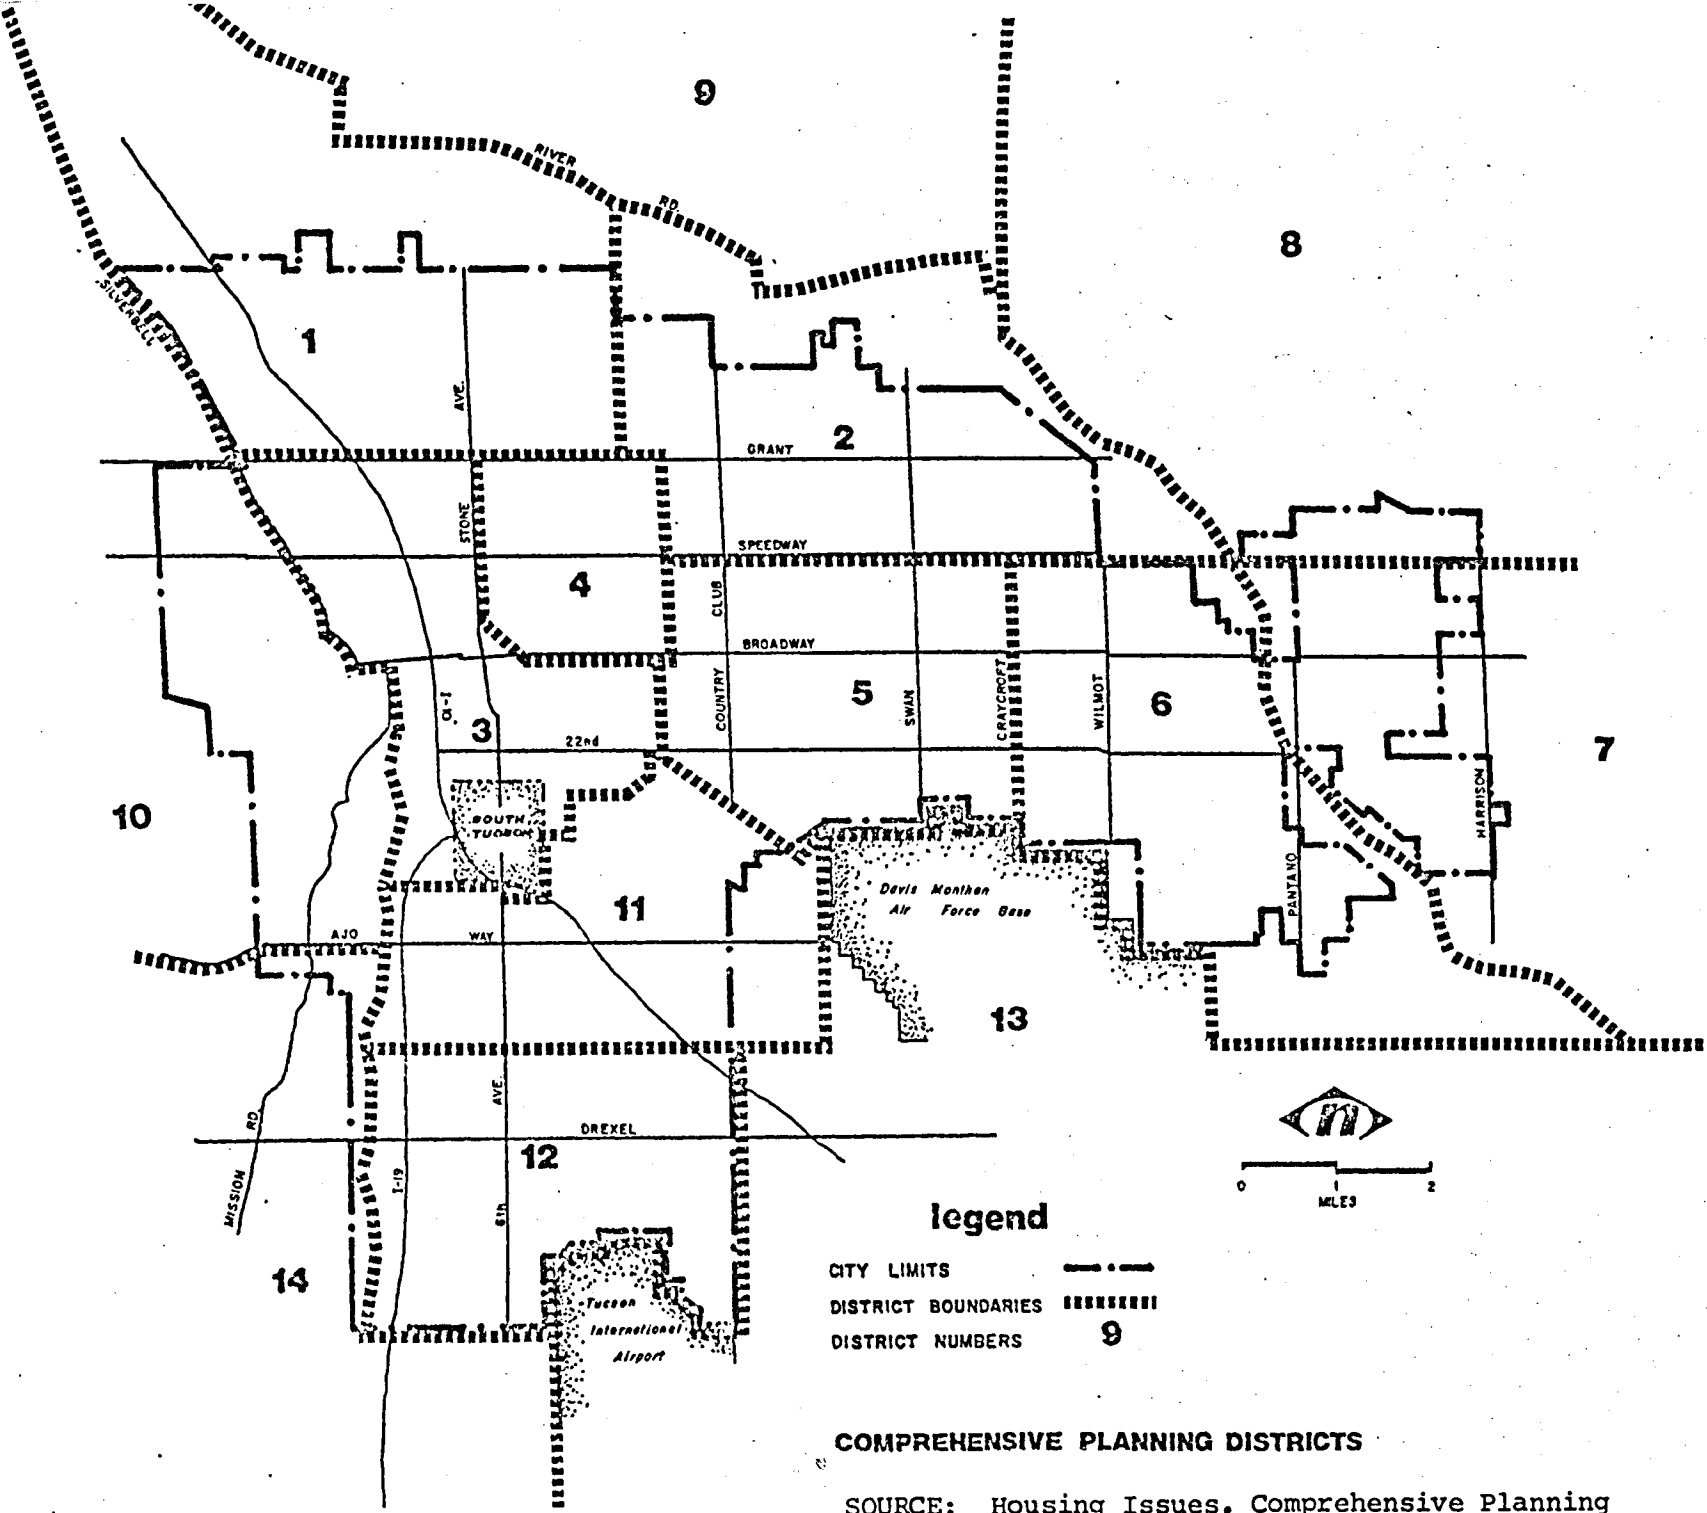 9
RIVER
RD.
8
SILVERBELL
1
AVE.
2
GRANT
STONE
SPEEDWAY
4
CLUB
BROADWAY
COUNTRY
5
SWAN
CRAYCROFT
WILMOT
6
I-10
3
22nd
7
10
HARRISON
SOUTH
TUCSON
PANTANO
Davis Monthan
Air Force Base
11
AJO
WAY
13
n
AVE.
RD.
DREXEL
12
0 1 2
MILES
MISSION
I-19
6th
legend
14
CITY LIMITS
DISTRICT BOUNDARIES
DISTRICT NUMBERS 9
Tucson
International
Airport
COMPREHENSIVE PLANNING DISTRICTS
SOURCE: Housing Issues, Comprehensive Planning